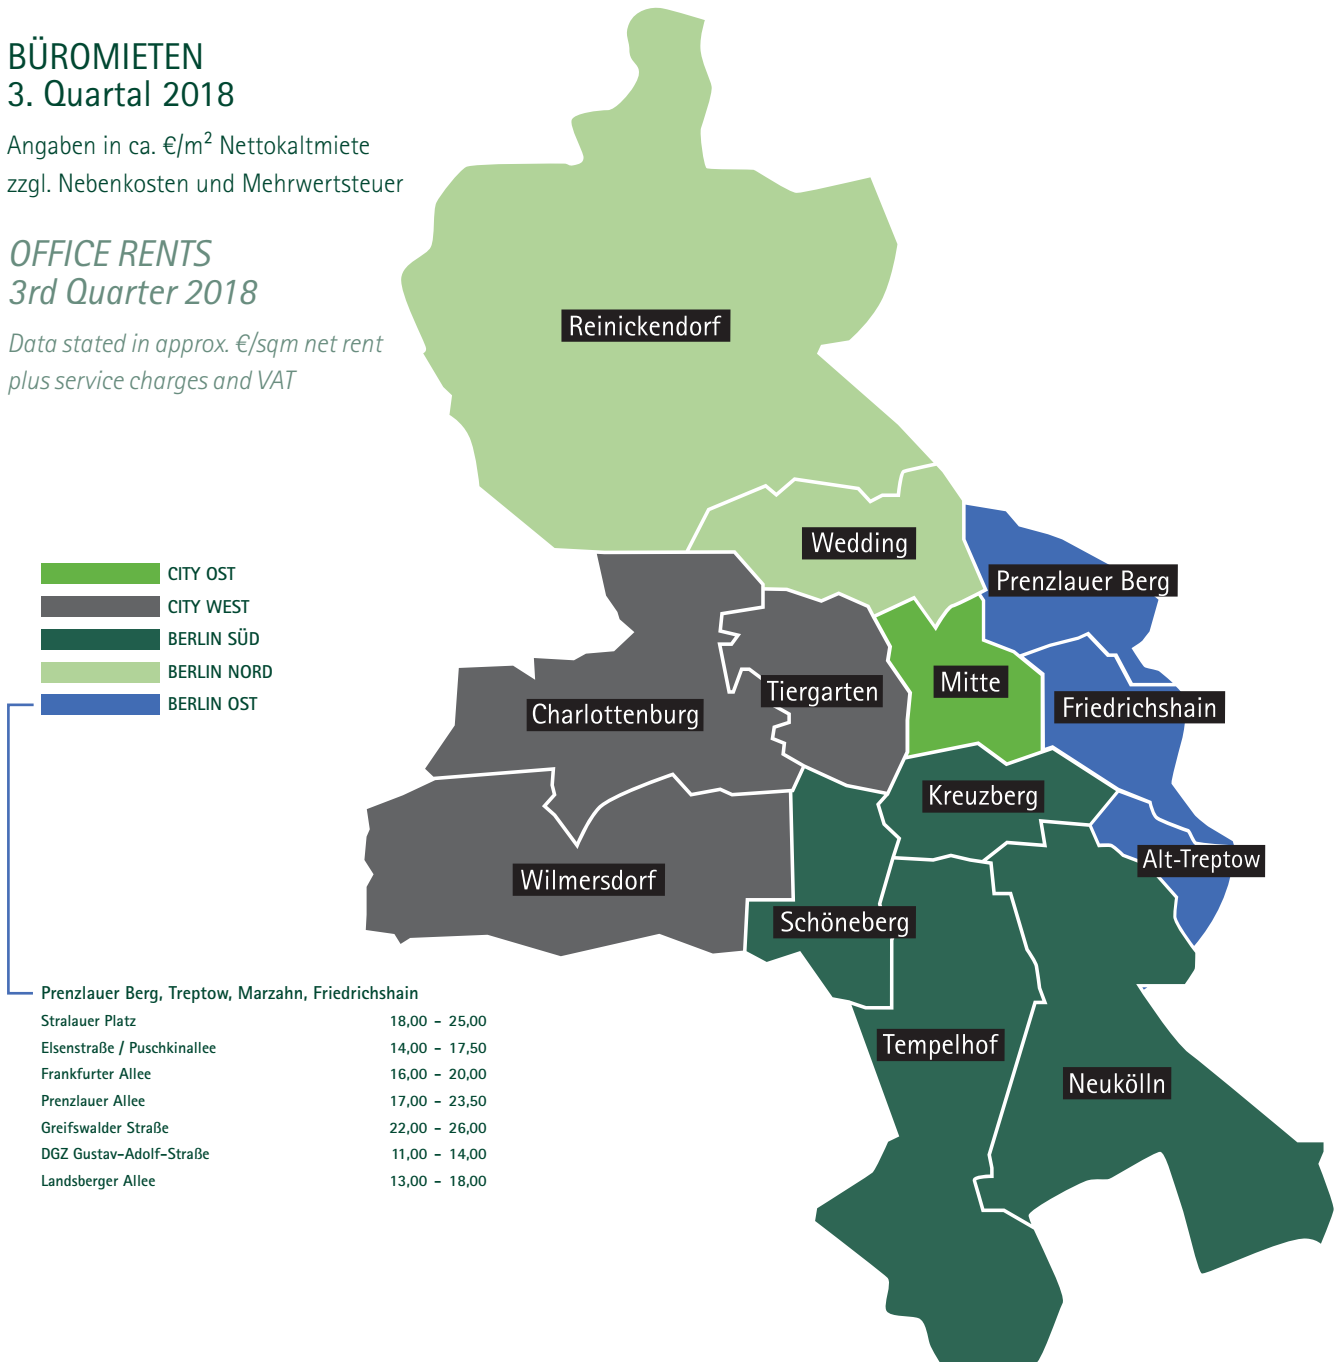 BÜROMIETEN
3. Quartal 2018
Angaben in ca. €/m² Nettokaltmiete
zzgl. Nebenkosten und Mehrwertsteuer
OFFICE RENTS
3rd Quarter 2018
Data stated in approx. €/sqm net rent
plus service charges and VAT
CITY OST
CITY WEST
BERLIN SÜD
BERLIN NORD
BERLIN OST
Reinickendorf
Wedding
Prenzlauer Berg
Mitte
Tiergarten
Friedrichshain
Charlottenburg
Kreuzberg
Alt-Treptow
Wilmersdorf
Schöneberg
Tempelhof
Neukölln
Prenzlauer Berg, Treptow, Marzahn, Friedrichshain
Stralauer Platz 18,00 - 25,00
Elsenstraße / Puschkinallee 14,00 - 17,50
Frankfurter Allee 16,00 - 20,00
Prenzlauer Allee 17,00 - 23,50
Greifswalder Straße 22,00 - 26,00
DGZ Gustav-Adolf-Straße 11,00 - 14,00
Landsberger Allee 13,00 - 18,00